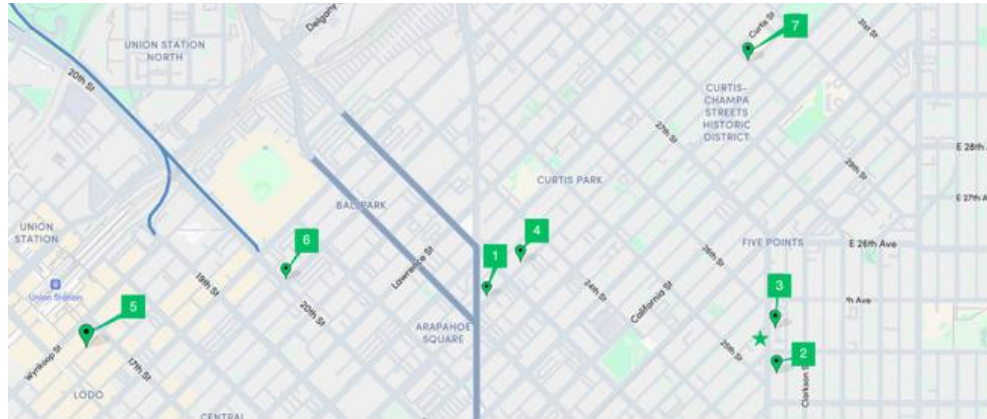 Delgany
Curtis St
31st St
7
UNION STATION
NORTH
20th St
CURTIS-
CHAMPA
STREETS
HISTORIC
DISTRICT
27th St
E 28th
29th St
CURTIS PARK
E 27th A
BALLPARK
UNION
STATION
4
FIVE POINTS
E 26th Ave
6
1
Lawrence St
26th St
19th St
Union Station
24th St
3
th Ave
5
20th St
California St
ARAPAHOE
SQUARE
25th St
2
Wynkoop St
17th St
LODO
Clarkson S
CENTRAL